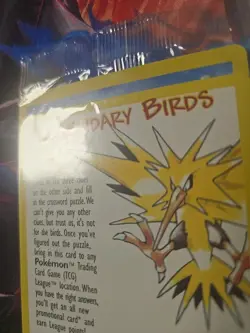 NDARY BIRDS
on the other side and fill
in the crossword puzzle. We
can't give you any other
clues, but trust us, it's not
for the birds. Once you've
figured out the puzzle,
bring in this card to any
Pokémon™ Trading
Card Game (TCG)
League™ location. When
you have the right answers,
you'll get an all new
promotional card* and
earn League points!